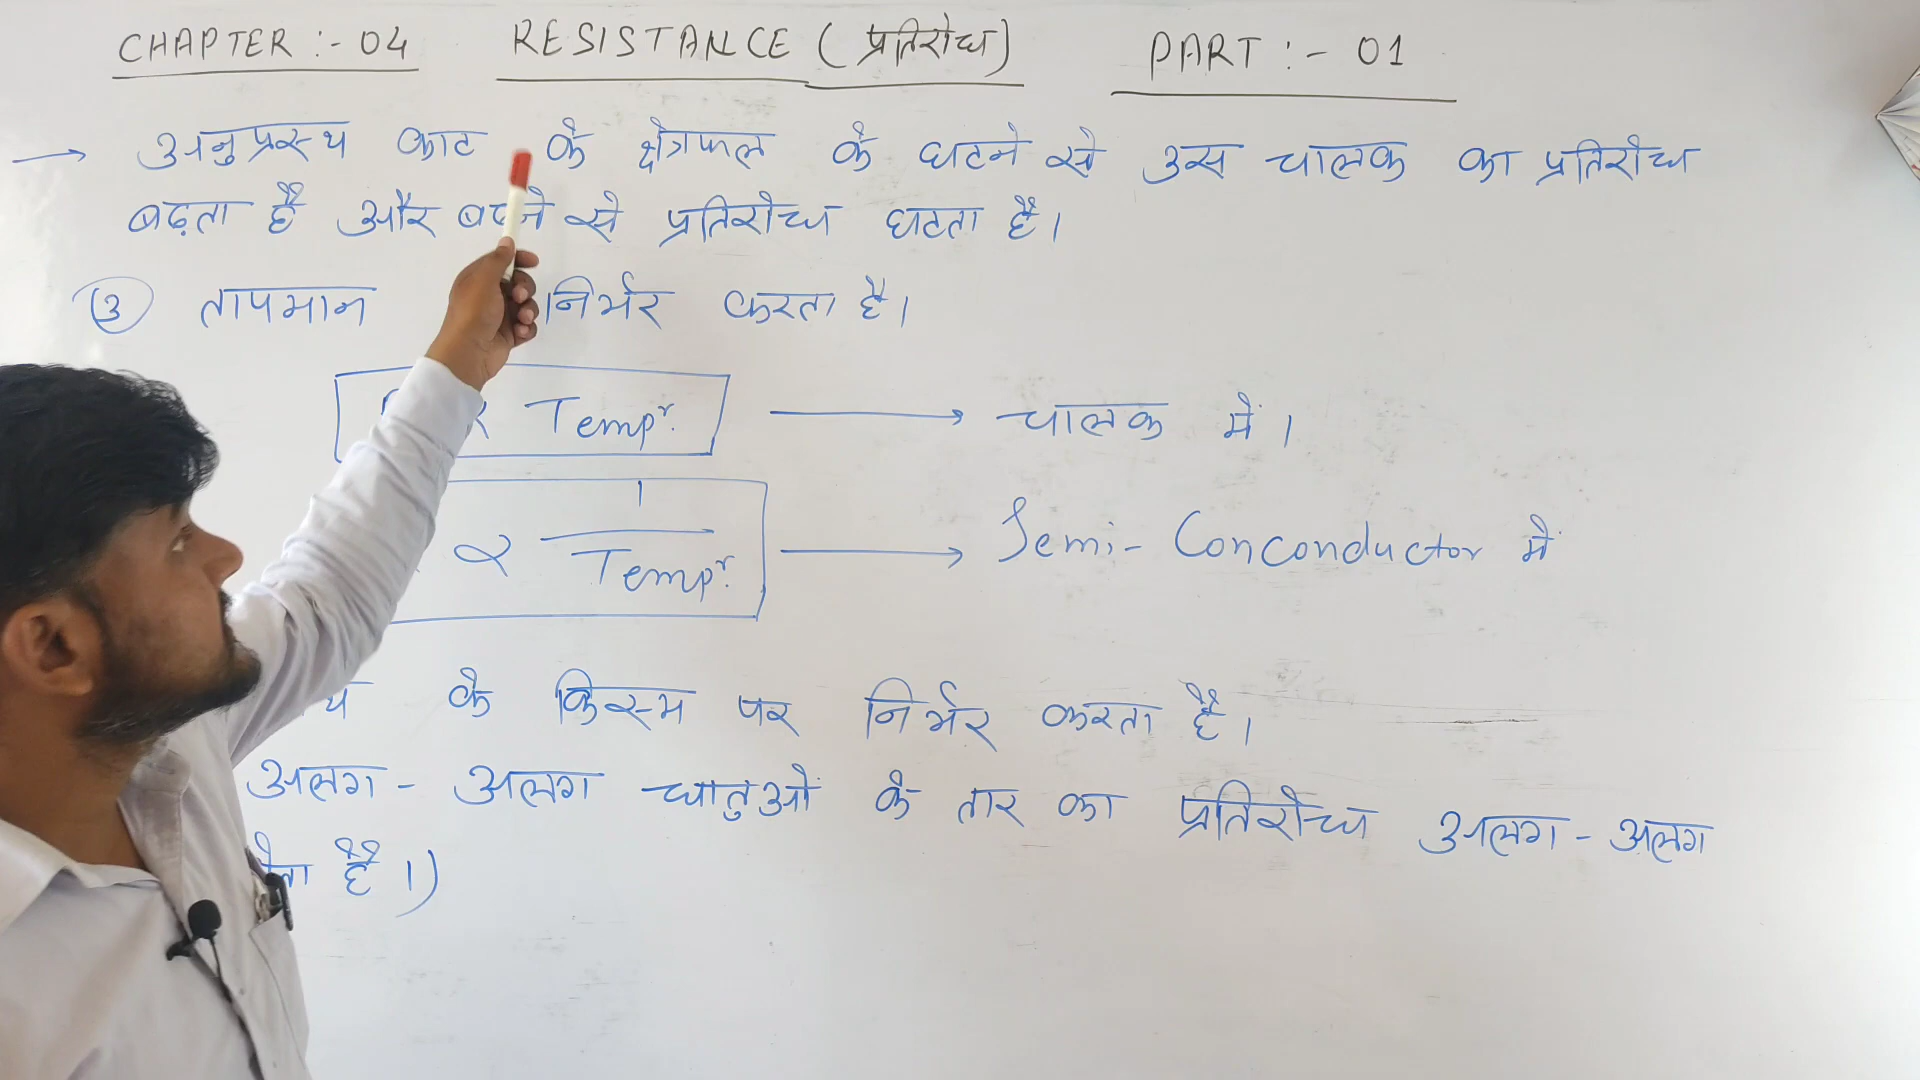 CHAPTER :- 04 RESISTANCE (प्रतिरोध) PART :- 01
→ अनुप्रस्थ काट के क्षेत्रफल के घटने से उस चालक का प्रतिरोध
बढ़ता है और बढने से प्रतिरोध घटता है।
③ तापमान निर्भर करता है।
Tempr. → चालक में।
∝ 1/Tempr. → Semi-Conconductor में
के किस्म पर निर्भर करता है।
अलग - अलग धातुओं के तार का प्रतिरोध अलग - अलग
है।)